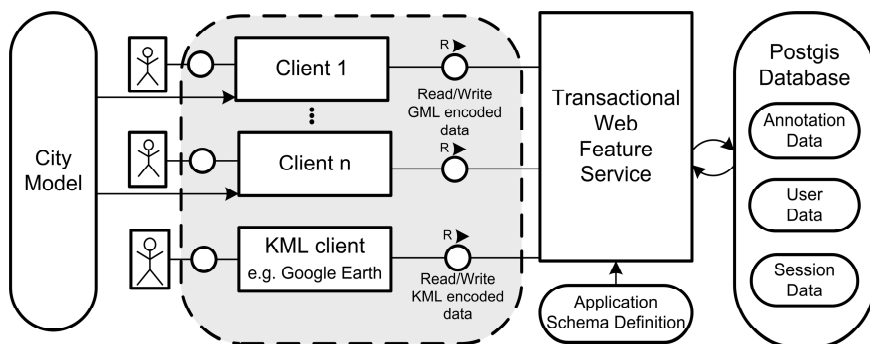 City
Model
Client 1
Client n
KML client
e.g. Google Earth
R
Read/Write
GML encoded
data
R
R
Read/Write
KML encoded
data
Transactional
Web
Feature
Service
Application
Schema Definition
Postgis
Database
Annotation
Data
User
Data
Session
Data